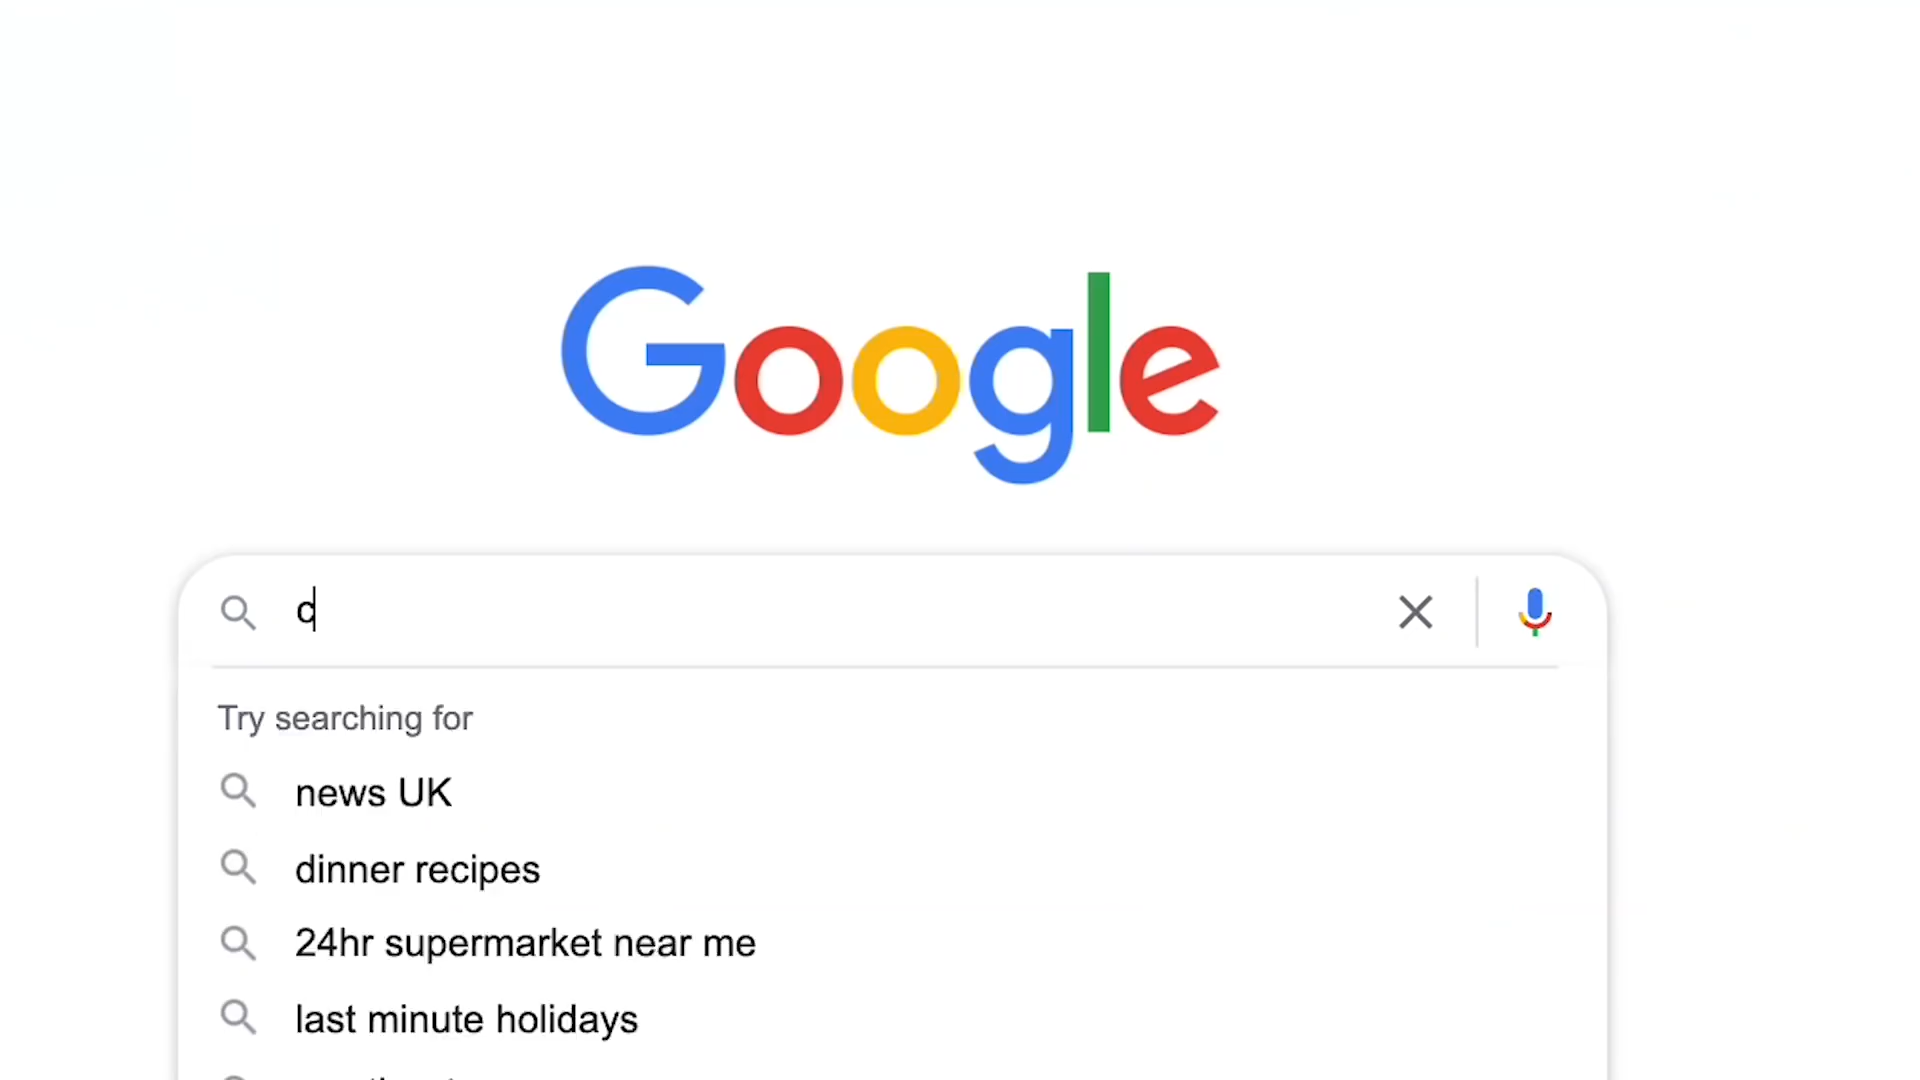 Google
c
Try searching for
news UK
dinner recipes
24hr supermarket near me
last minute holidays